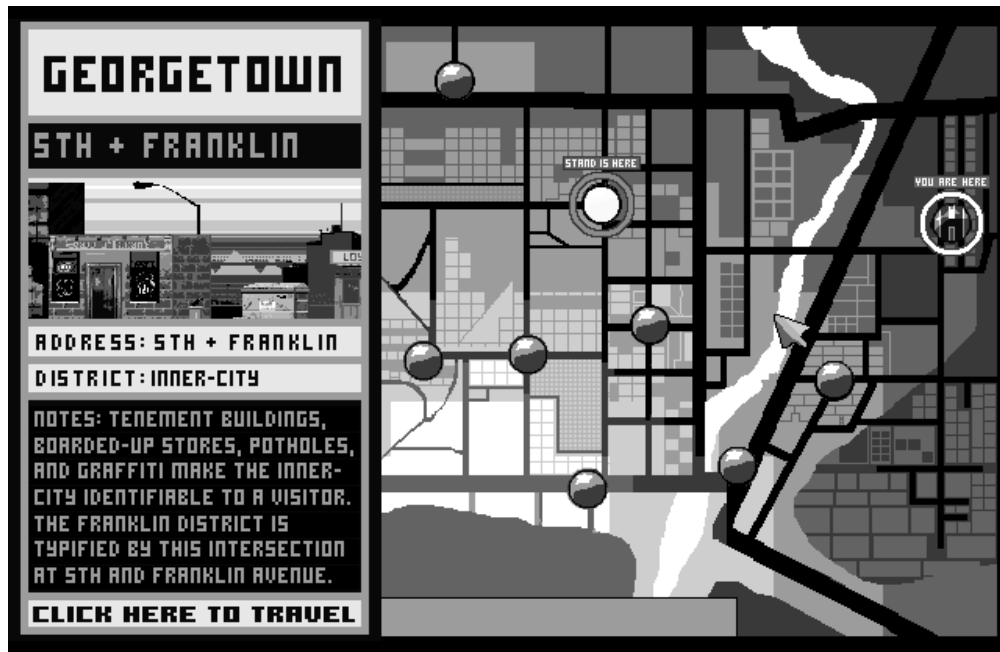 GEORGETOWN
5TH + FRANKLIN
ADDRESS: 5TH + FRANKLIN
DISTRICT: INNER-CITY
NOTES: TENEMENT BUILDINGS,
BOARDED-UP STORES, POTHOLES,
AND GRAFFITI MAKE THE INNER-
CITY IDENTIFIABLE TO A VISITOR.
THE FRANKLIN DISTRICT IS
TYPIFIED BY THIS INTERSECTION
AT 5TH AND FRANKLIN AVENUE.
CLICK HERE TO TRAVEL
STAND IS HERE
YOU ARE HERE